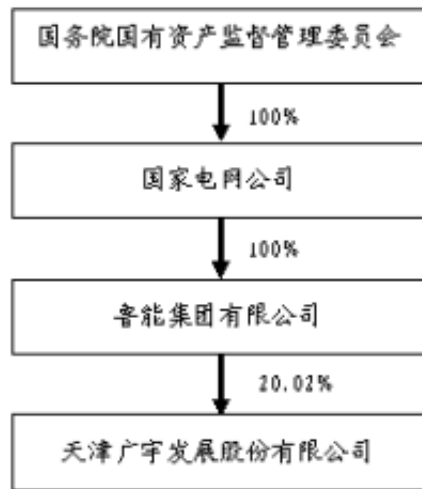 国务院国有资产监督管理委员会
100%
国家电网公司
100%
鲁能集团有限公司
20.02%
天津广宇发展股份有限公司